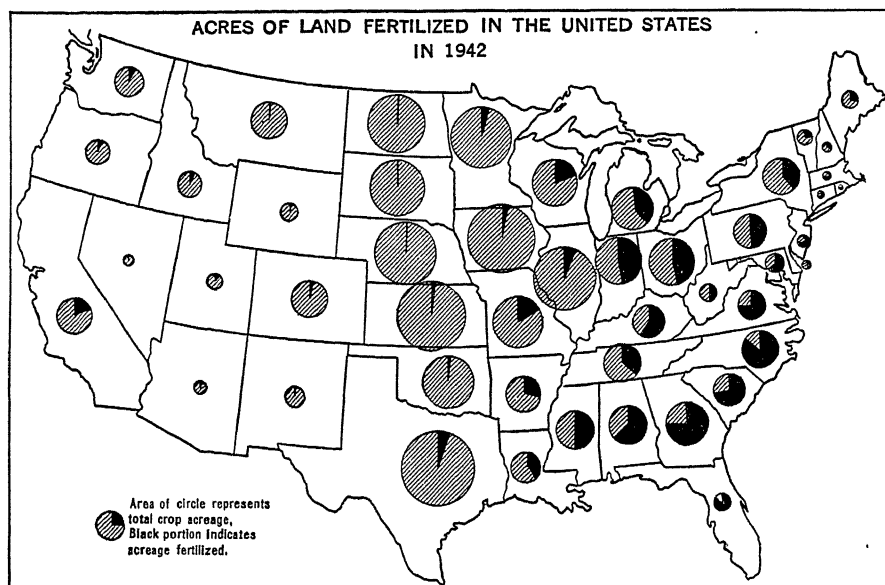 ACRES OF LAND FERTILIZED IN THE UNITED STATES
IN 1942
Area of circle represents
total crop acreage,
Black portion indicates
acreage fertilized.